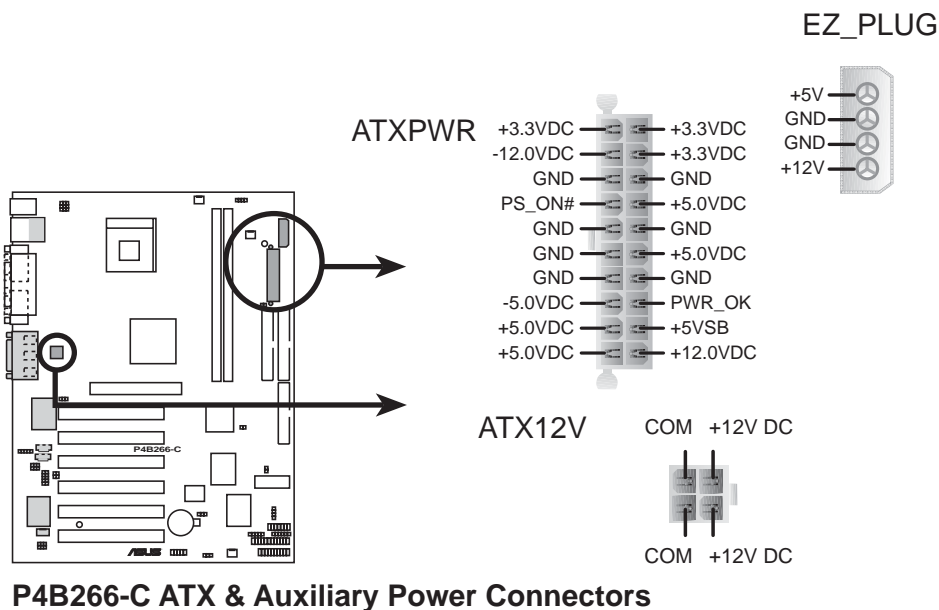 EZ_PLUG
+5V
GND
GND
+12V
ATXPWR
+3.3VDC +3.3VDC
-12.0VDC +3.3VDC
GND GND
PS_ON# +5.0VDC
GND GND
GND +5.0VDC
GND GND
-5.0VDC PWR_OK
+5.0VDC +5VSB
+5.0VDC +12.0VDC
P4B266-C
ASUS
ATX12V
COM +12V DC
COM +12V DC
P4B266-C ATX & Auxiliary Power Connectors